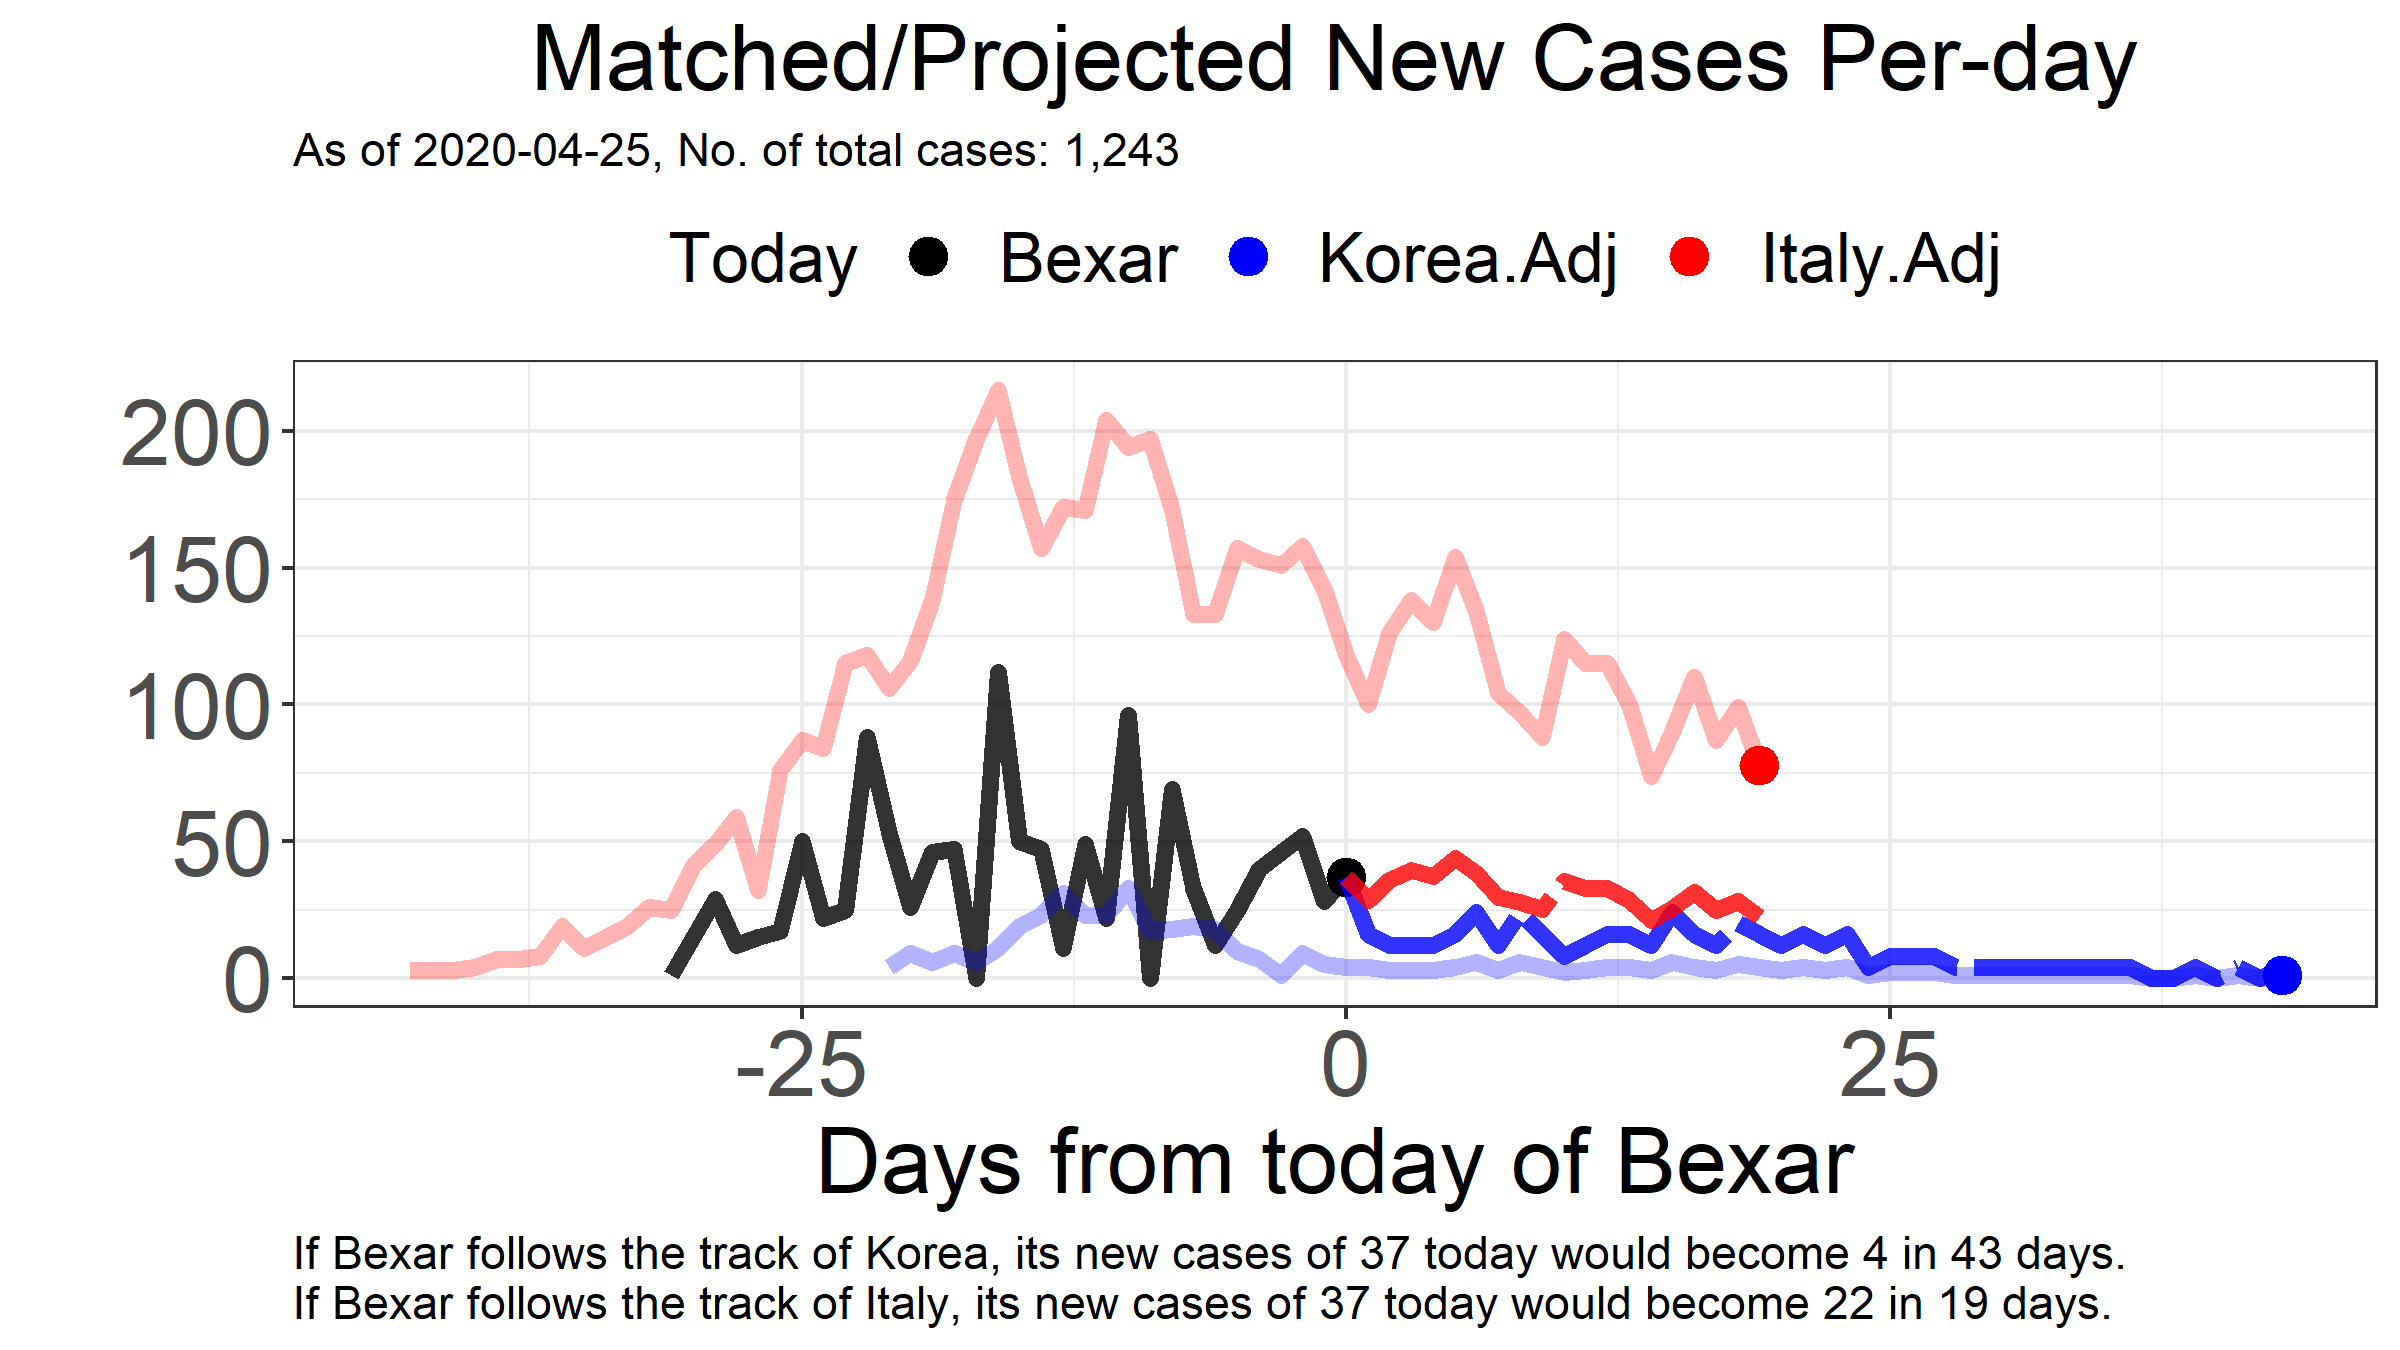 Matched/Projected New Cases Per-day
As of 2020-04-25, No. of total cases: 1,243
Today Bexar Korea.Adj Italy.Adj
200
150
100
50
0
-25 0 25
Days from today of Bexar
If Bexar follows the track of Korea, its new cases of 37 today would become 4 in 43 days.
If Bexar follows the track of Italy, its new cases of 37 today would become 22 in 19 days.